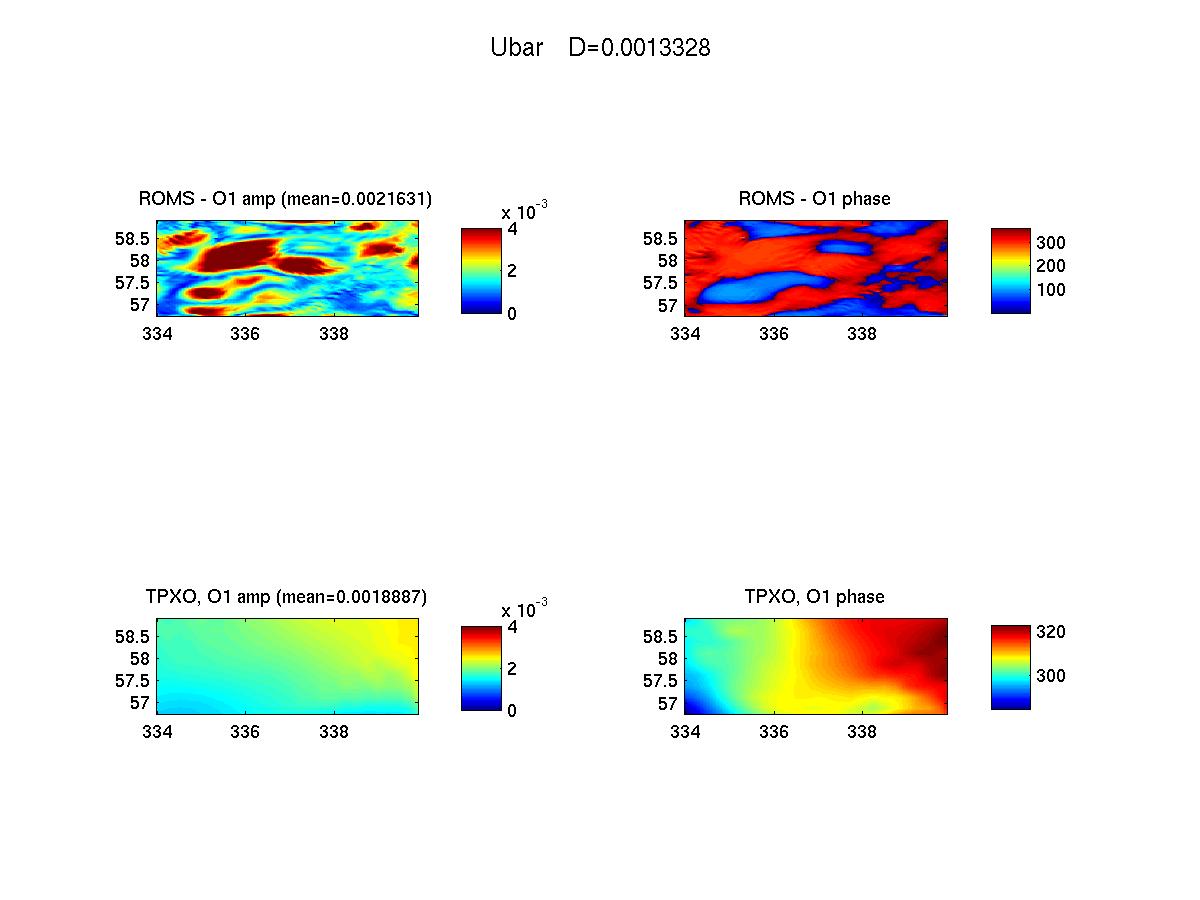 Ubar D=0.0013328
ROMS - O1 amp (mean=0.0021631)
58.5
58
57.5
57
334 336 338
x 10-3
4
2
0
ROMS - O1 phase
58.5
58
57.5
57
334 336 338
300
200
100
TPXO, O1 amp (mean=0.0018887)
58.5
58
57.5
57
334 336 338
x 10-3
4
2
0
TPXO, O1 phase
58.5
58
57.5
57
334 336 338
320
300